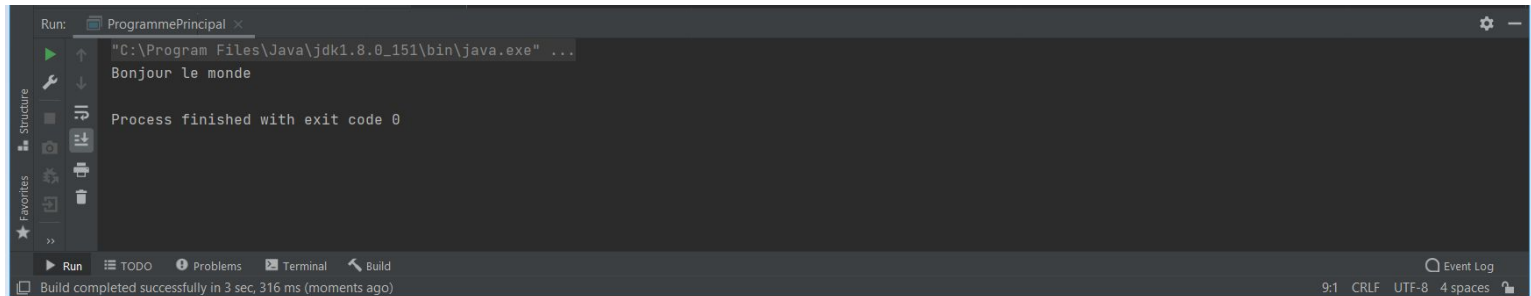 Run: ProgrammePrincipal ×
"C:\Program Files\Java\jdk1.8.0_151\bin\java.exe" ...
Bonjour le monde
Process finished with exit code 0
Structure
Favorites
Run TODO Problems Terminal Build Event Log
Build completed successfully in 3 sec, 316 ms (moments ago) 9:1 CRLF UTF-8 4 spaces